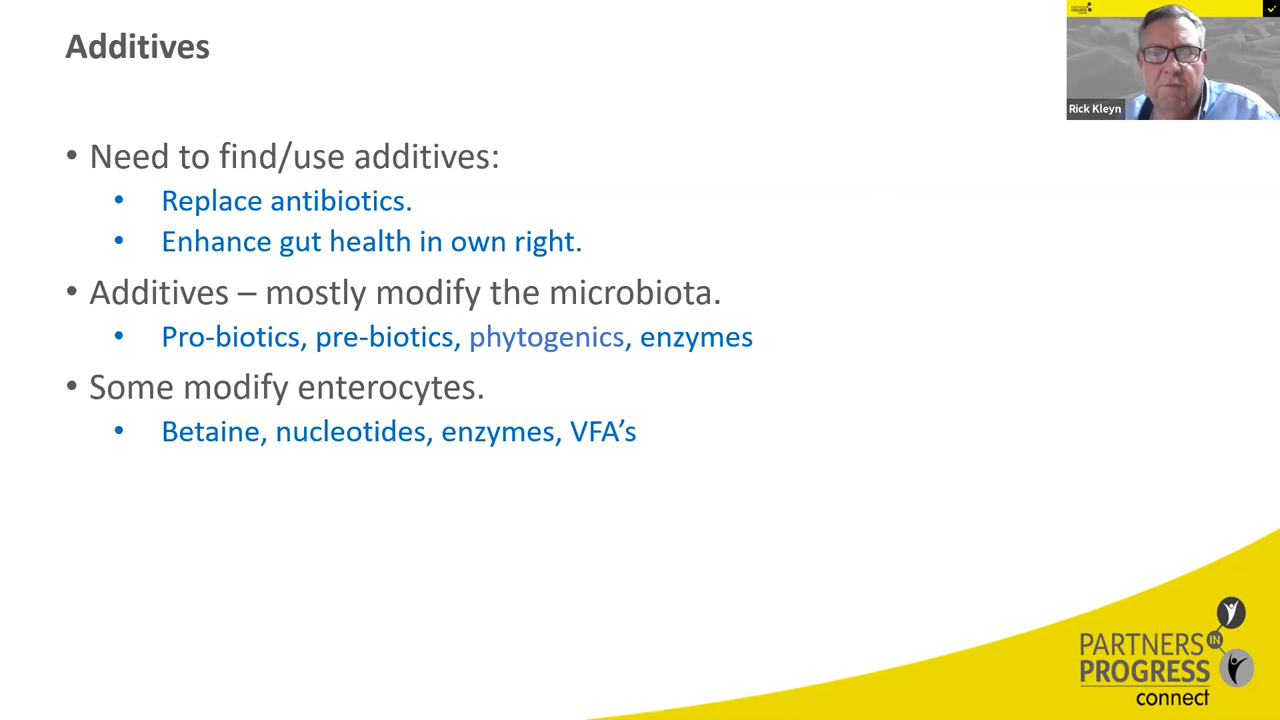 Additives
Rick Kleyn
• Need to find/use additives:
• Replace antibiotics.
• Enhance gut health in own right.
• Additives – mostly modify the microbiota.
• Pro-biotics, pre-biotics, phytogenics, enzymes
• Some modify enterocytes.
• Betaine, nucleotides, enzymes, VFA’s
PARTNERS IN
PROGRESS
connect